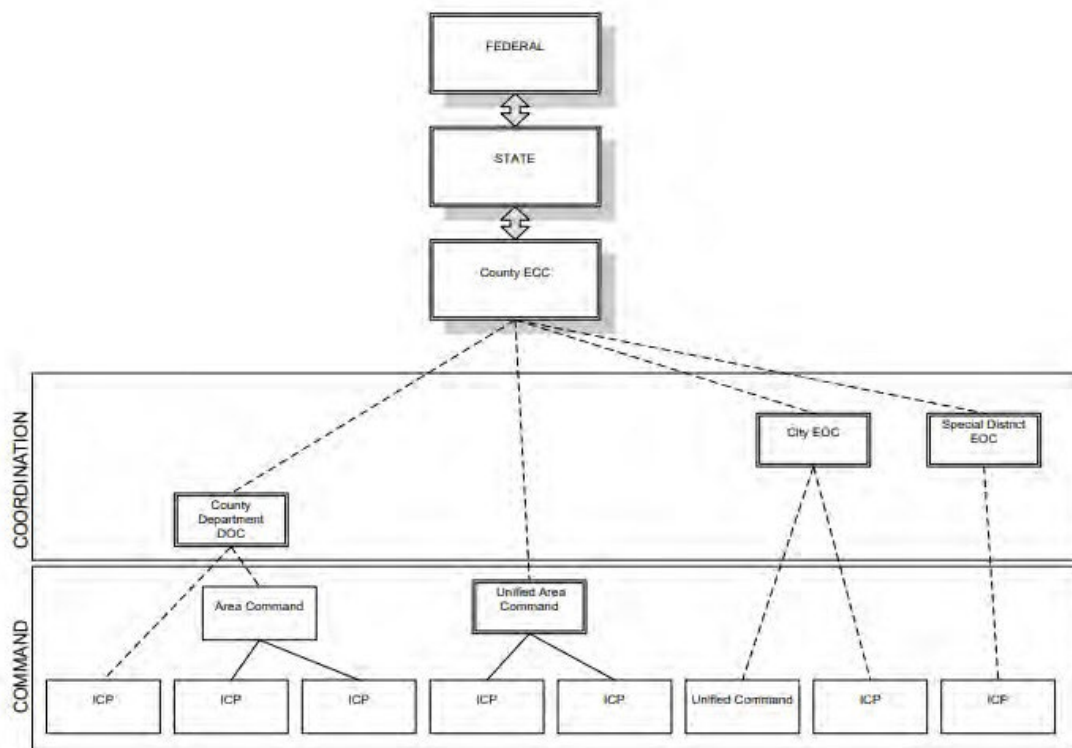 FEDERAL
STATE
County ECC
COORDINATION
City EOC
Special District
EOC
County
Department
DOC
COMMAND
Area Command
Unified Area
Command
ICP
ICP
ICP
ICP
ICP
Unified Command
ICP
ICP